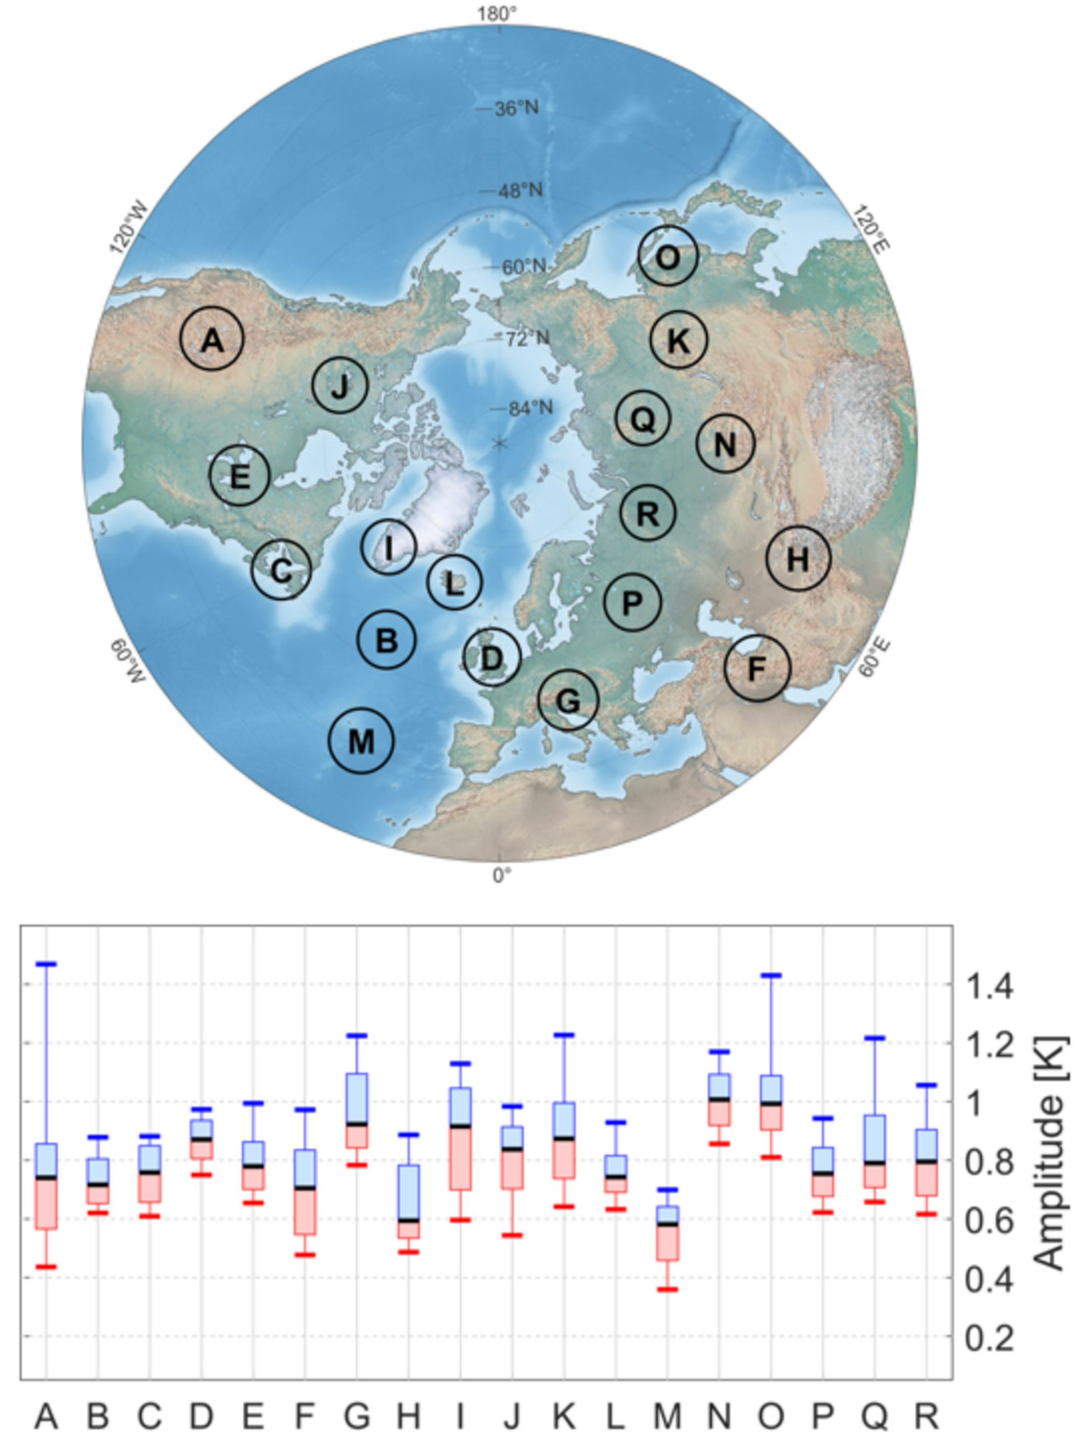 180°
36°N
48°N
120°W
120°E
O
60°N
A
K
72°N
J
84°N
Q
N
E
R
I
H
C
L
P
B
D
F
60°W
60°E
G
M
0°
1.4
1.2
1
0.8
0.6
0.4
0.2
Amplitude [K]
A B C D E F G H I J K L M N O P Q R